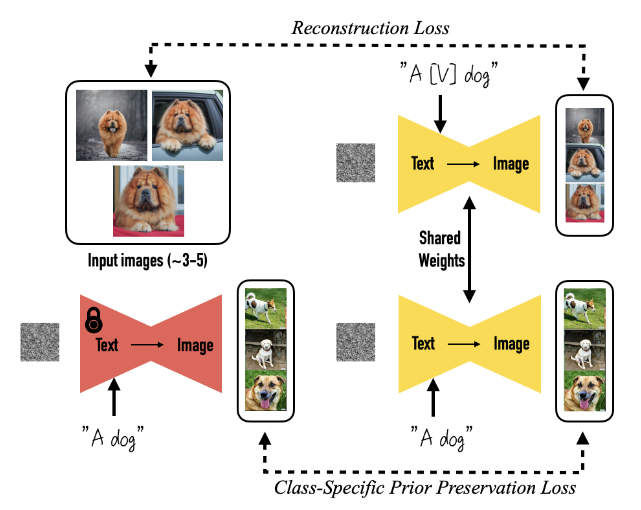 Reconstruction Loss
"A [V] dog"
Text → Image
Input images (~3-5)
Shared
Weights
Text → Image
Text → Image
"A dog"
"A dog"
Class-Specific Prior Preservation Loss